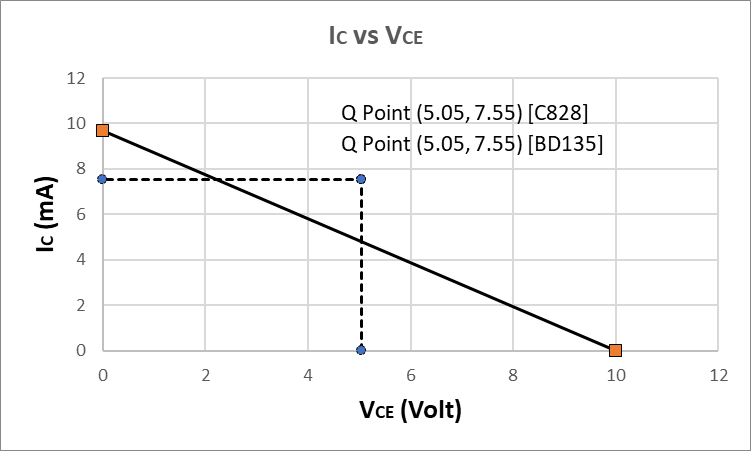 IC vs VCE
Q Point (5.05, 7.55) [C828]
Q Point (5.05, 7.55) [BD135]
IC (mA)
12
10
8
6
4
2
0
0 2 4 6 8 10 12
VCE (Volt)